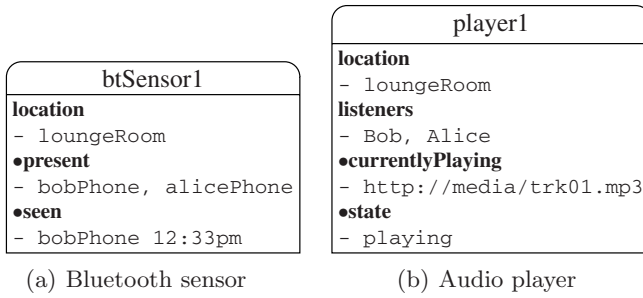 btSensor1
location
- loungeRoom
•present
- bobPhone, alicePhone
•seen
- bobPhone 12:33pm
(a) Bluetooth sensor
player1
location
- loungeRoom
listeners
- Bob, Alice
•currentlyPlaying
- http://media/trk01.mp3
•state
- playing
(b) Audio player